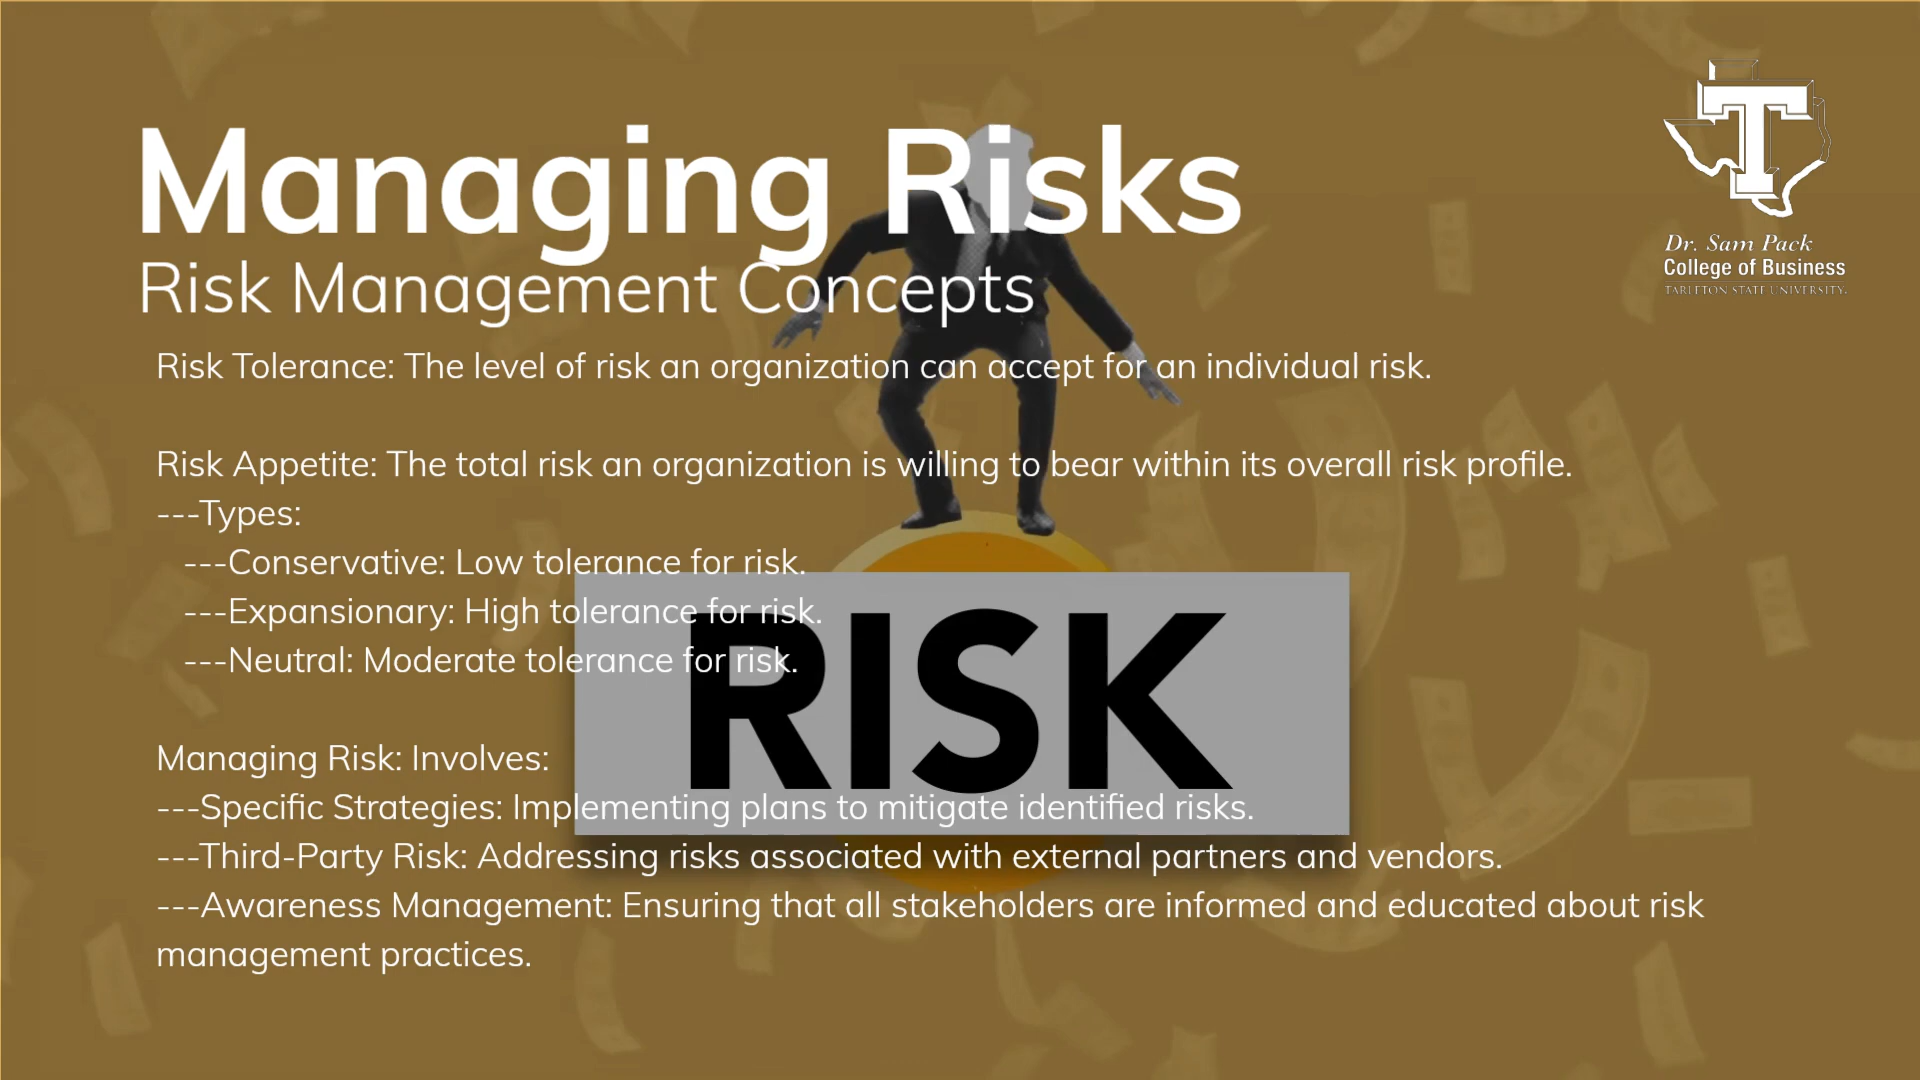 Managing Risks
Risk Management Concepts
Risk Tolerance: The level of risk an organization can accept for an individual risk.
Risk Appetite: The total risk an organization is willing to bear within its overall risk profile.
---Types:
---Conservative: Low tolerance for risk.
---Expansionary: High tolerance for risk.
---Neutral: Moderate tolerance for risk.
Managing Risk: Involves:
---Specific Strategies: Implementing plans to mitigate identified risks.
---Third-Party Risk: Addressing risks associated with external partners and vendors.
---Awareness Management: Ensuring that all stakeholders are informed and educated about risk
management practices.
RISK
T
Dr. Sam Pack
College of Business
TARLETON STATE UNIVERSITY.